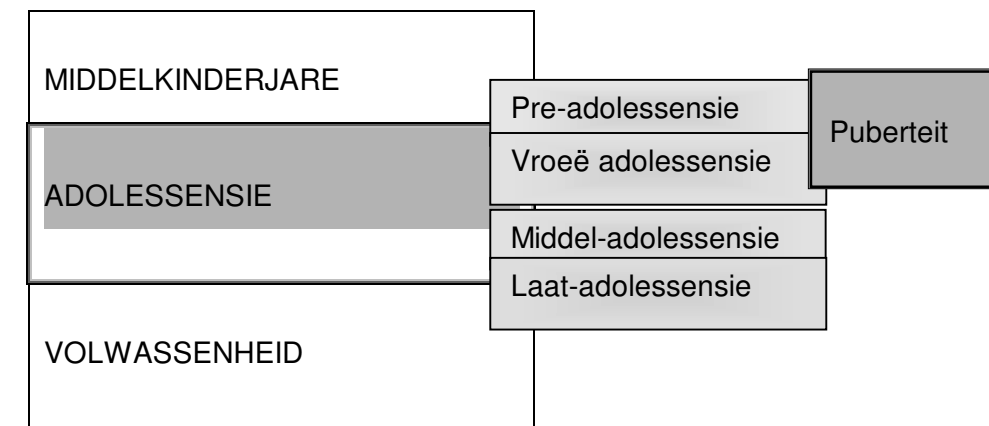 MIDDELKINDERJARE
ADOLESSENSIE
VOLWASSENHEID
Pre-adolessensie
Vroeë adolessensie
Middel-adolessensie
Laat-adolessensie
Puberteit